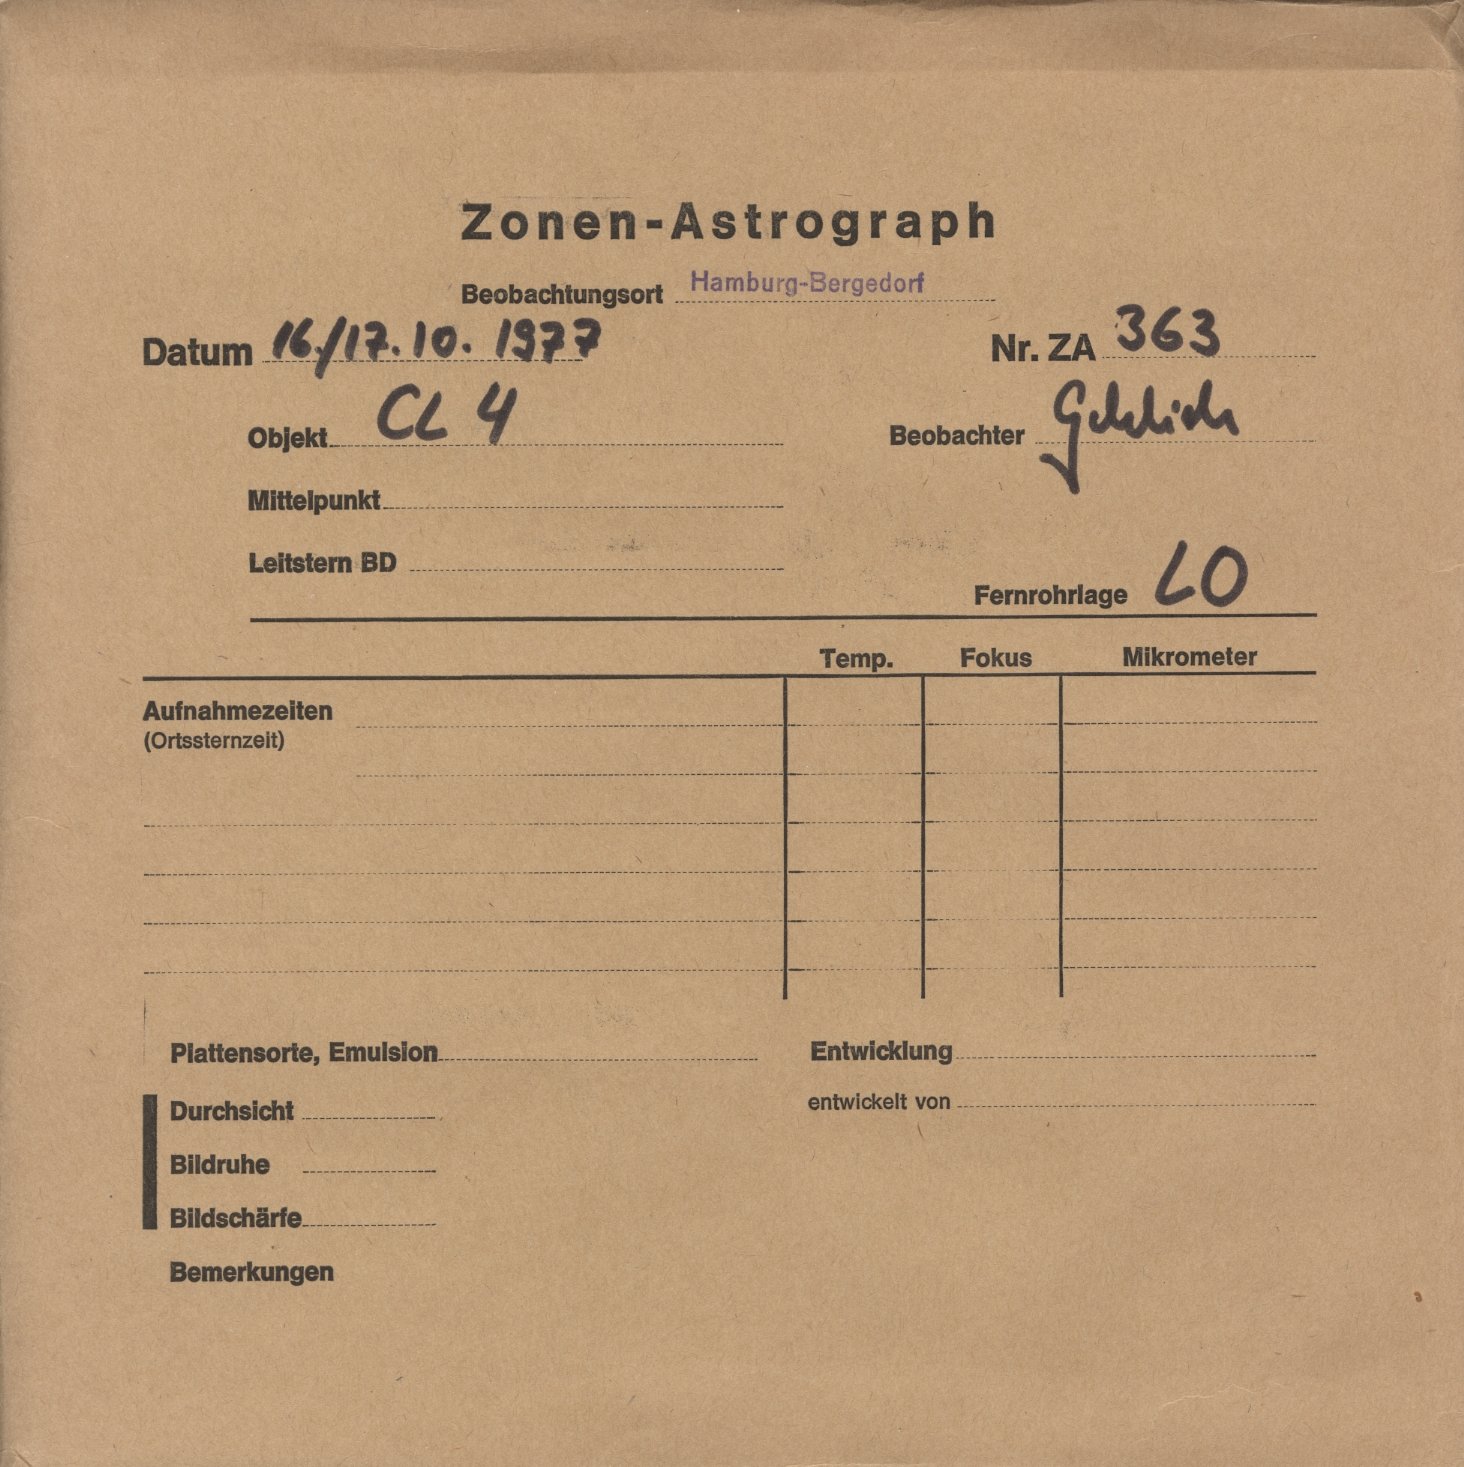 Zonen-Astrograph
Beobachtungsort Hamburg-Bergedorf
Datum 16./17.10.1977 Nr. ZA 363
Objekt CL 4 Beobachter
Mittelpunkt
Leitstern BD
Fernrohrlage LO
Temp. Fokus Mikrometer
Aufnahmezeiten
(Ortssternzeit)
Plattensorte, Emulsion Entwicklung
Durchsicht entwickelt von
Bildruhe
Bildschärfe
Bemerkungen